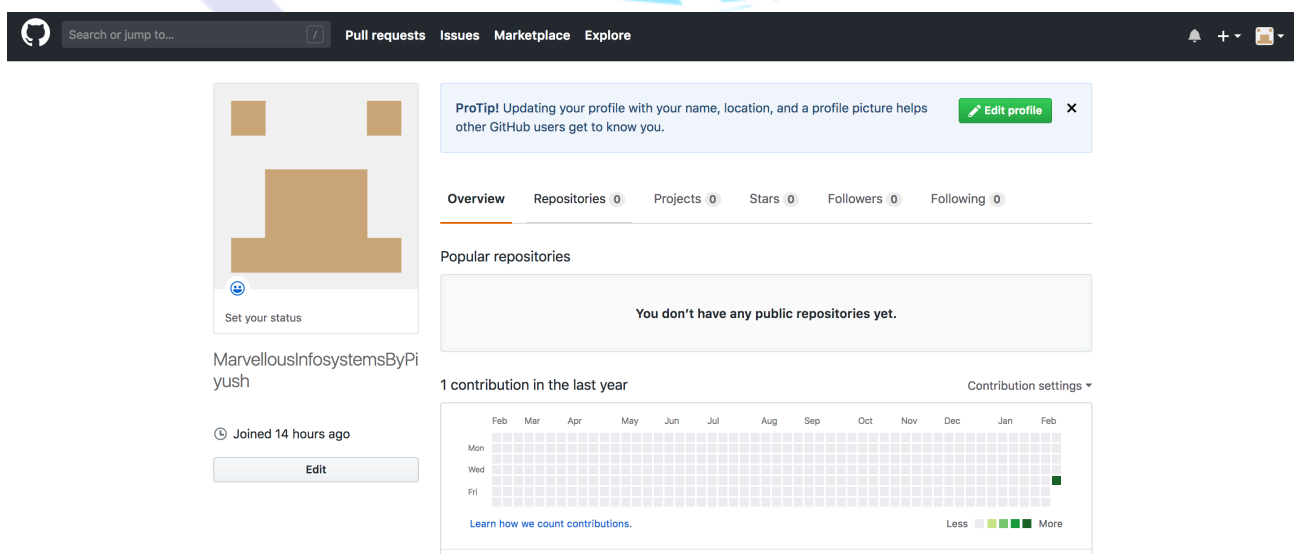 Search or jump to... /
Pull requests Issues Marketplace Explore
ProTip! Updating your profile with your name, location, and a profile picture helps
other GitHub users get to know you.
Edit profile
Overview Repositories 0 Projects 0 Stars 0 Followers 0 Following 0
Popular repositories
You don’t have any public repositories yet.
Set your status
MarvellousInfosystemsByPi
yush
Joined 14 hours ago
Edit
1 contribution in the last year
Contribution settings
Feb Mar Apr May Jun Jul Aug Sep Oct Nov Dec Jan Feb
Mon
Wed
Fri
Learn how we count contributions.
Less More